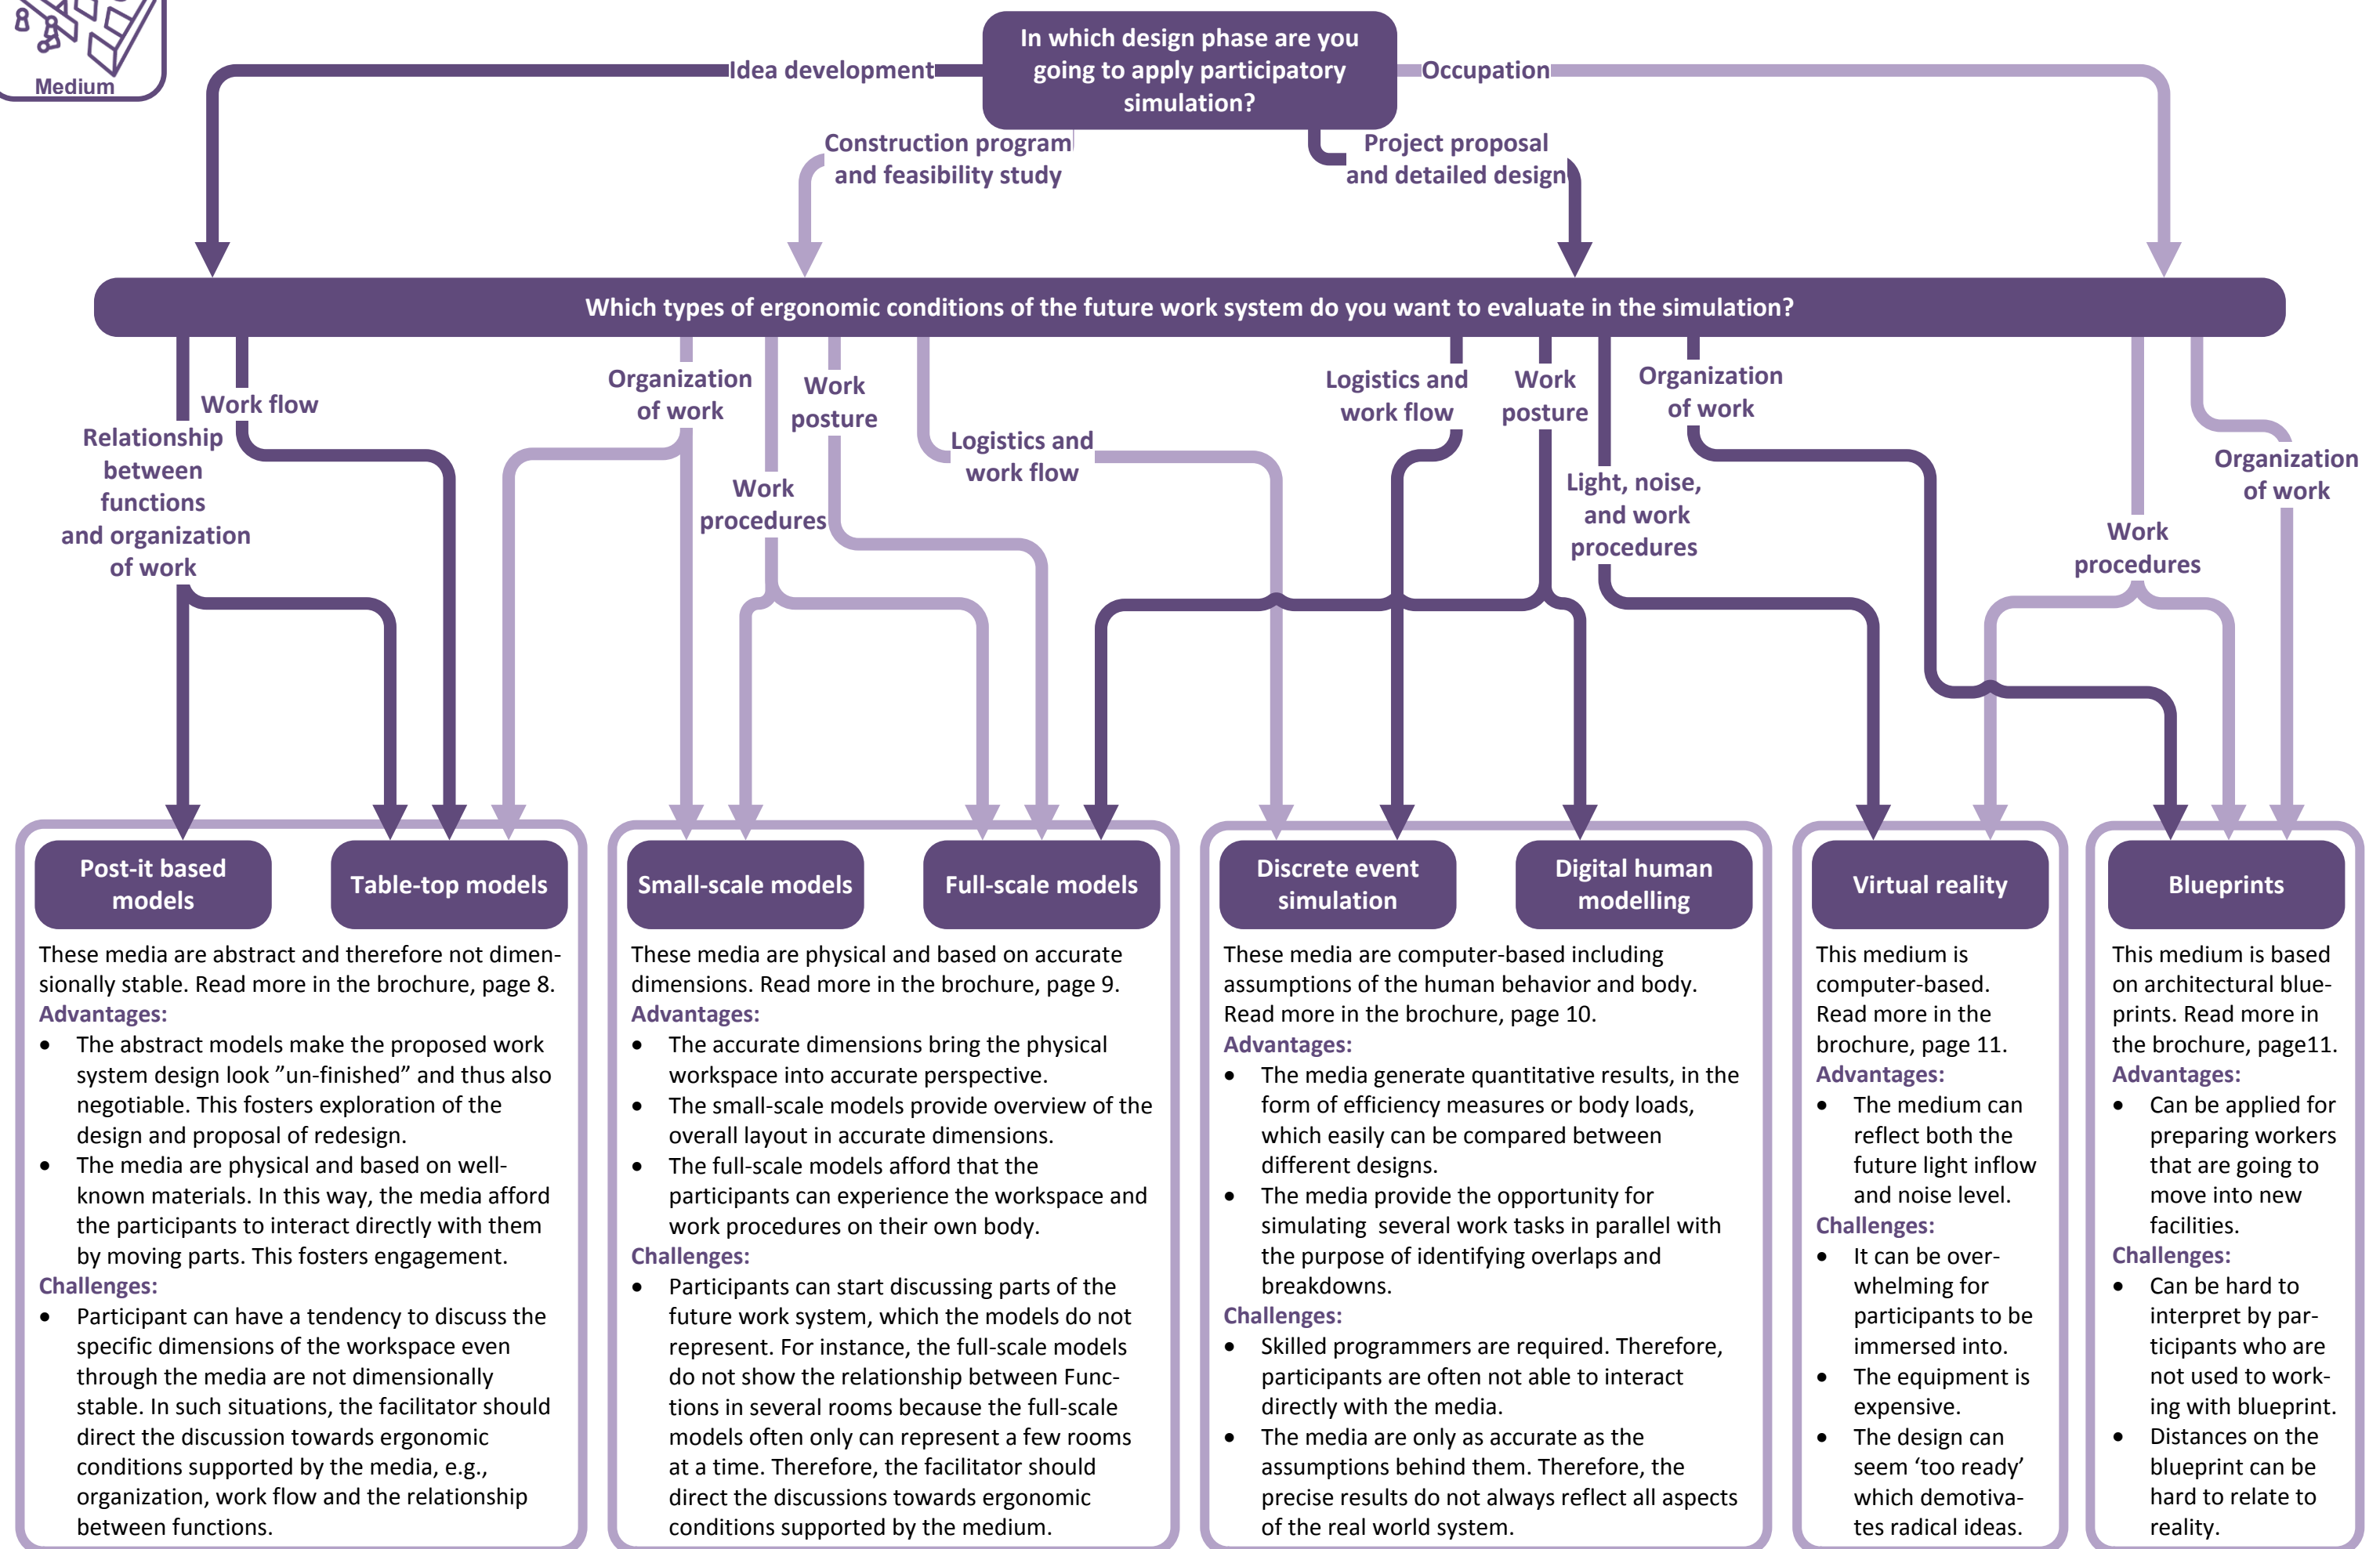 Medium
In which design phase are you
going to apply participatory
simulation?
Idea development
Occupation
Construction program
and feasibility study
Project proposal
and detailed design
Which types of ergonomic conditions of the future work system do you want to evaluate in the simulation?
Relationship
between
functions
and organization
of work
Work flow
Organization
of work
Work
procedures
Work
posture
Logistics and
work flow
Logistics and
work flow
Work
posture
Light, noise,
and work
procedures
Organization
of work
Work
procedures
Organization
of work
Post-it based
models
Table-top models
These media are abstract and therefore not dimen-
sionally stable. Read more in the brochure, page 8.
Advantages:
• The abstract models make the proposed work
system design look ”un-finished” and thus also
negotiable. This fosters exploration of the
design and proposal of redesign.
• The media are physical and based on well-
known materials. In this way, the media afford
the participants to interact directly with them
by moving parts. This fosters engagement.
Challenges:
• Participant can have a tendency to discuss the
specific dimensions of the workspace even
through the media are not dimensionally
stable. In such situations, the facilitator should
direct the discussion towards ergonomic
conditions supported by the media, e.g.,
organization, work flow and the relationship
between functions.
Small-scale models
Full-scale models
These media are physical and based on accurate
dimensions. Read more in the brochure, page 9.
Advantages:
• The accurate dimensions bring the physical
workspace into accurate perspective.
• The small-scale models provide overview of the
overall layout in accurate dimensions.
• The full-scale models afford that the
participants can experience the workspace and
work procedures on their own body.
Challenges:
• Participants can start discussing parts of the
future work system, which the models do not
represent. For instance, the full-scale models
do not show the relationship between Func-
tions in several rooms because the full-scale
models often only can represent a few rooms
at a time. Therefore, the facilitator should
direct the discussions towards ergonomic
conditions supported by the medium.
Discrete event
simulation
Digital human
modelling
These media are computer-based including
assumptions of the human behavior and body.
Read more in the brochure, page 10.
Advantages:
• The media generate quantitative results, in the
form of efficiency measures or body loads,
which easily can be compared between
different designs.
• The media provide the opportunity for
simulating several work tasks in parallel with
the purpose of identifying overlaps and
breakdowns.
Challenges:
• Skilled programmers are required. Therefore,
participants are often not able to interact
directly with the media.
• The media are only as accurate as the
assumptions behind them. Therefore, the
precise results do not always reflect all aspects
of the real world system.
Virtual reality
This medium is
computer-based.
Read more in the
brochure, page 11.
Advantages:
• The medium can
reflect both the
future light inflow
and noise level.
Challenges:
• It can be over-
whelming for
participants to be
immersed into.
• The equipment is
expensive.
• The design can
seem ‘too ready’
which demotiva-
tes radical ideas.
Blueprints
This medium is based
on architectural blue-
prints. Read more in
the brochure, page11.
Advantages:
• Can be applied for
preparing workers
that are going to
move into new
facilities.
Challenges:
• Can be hard to
interpret by par-
ticipants who are
not used to work-
ing with blueprint.
• Distances on the
blueprint can be
hard to relate to
reality.